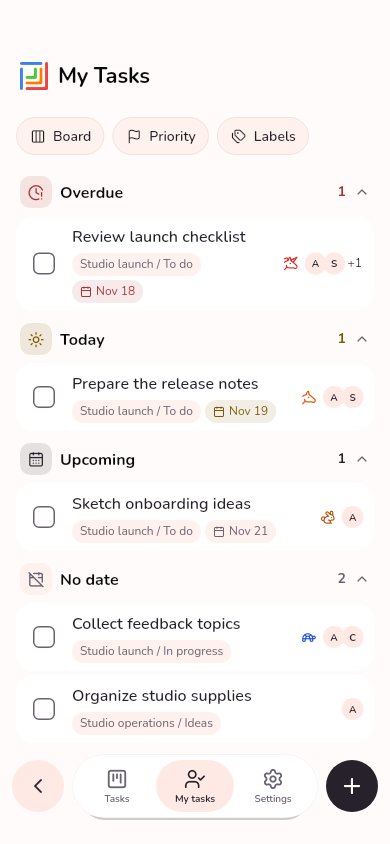 My Tasks
Board
Priority
Labels
Overdue 1
Review launch checklist
Studio launch / To do
A S +1
Nov 18
Today 1
Prepare the release notes
Studio launch / To do Nov 19
A S
Upcoming 1
Sketch onboarding ideas
Studio launch / To do Nov 21
A
No date 2
Collect feedback topics
Studio launch / In progress
A C
Organize studio supplies
Studio operations / Ideas
A
Tasks
My tasks
Settings